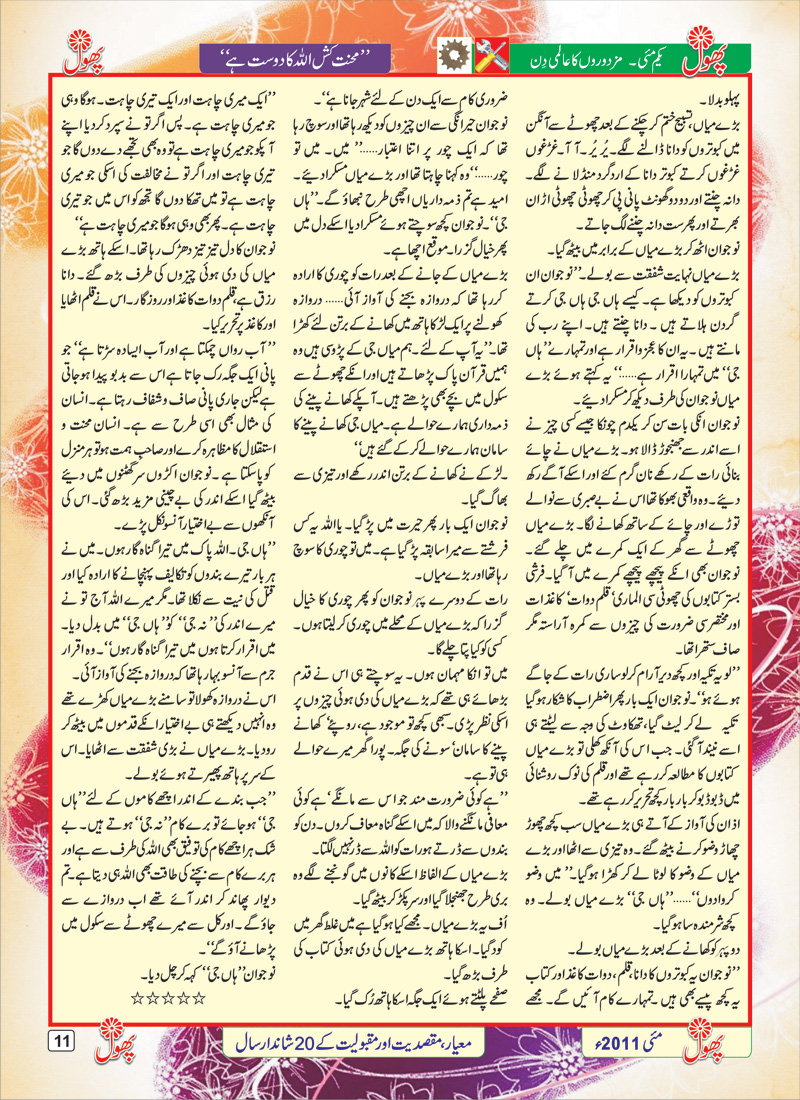 پھول
یکم مئی۔ مزدوروں کا عالمی دِن
’’محنت کش اللہ کا دوست ہے‘‘
پھول
پہلو بدلا۔
بڑے میاں، تسبیح ختم کر چکنے کے بعد چھوٹے سے آنگن
میں کبوتروں کو دانا ڈالنے لگے۔ یُر یُر۔ آ۔آ۔ غڑغوں
غڑغوں کرتے کبوتر دانا کے اردگرد منڈلانے لگے۔
دانہ چنتے اور دو دو گھونٹ پانی پی کر چھوٹی چھوٹی اڑان
بھرتے اور پھر ست دانہ چننے لگ جاتے۔
نوجوان اٹھ کر بڑے میاں کے برابر میں بیٹھ گیا۔
بڑے میاں نہایت شفقت سے بولے۔ ’’نوجوان ان
کبوتروں کو دیکھا ہے۔ کیسے ہاں جی ہاں جی کرتے
گردن ہلاتے ہیں ۔ دانا چنتے ہیں۔ اپنے رب کی
مانتے ہیں ۔ یہ ان کا عجز و اقرار ہے اور تمہارے ’’ہاں
جی‘‘ میں تمہارا اقرار ہے.....‘‘ یہ کہتے ہوئے بڑے
میاں نوجوان کی طرف دیکھ کر مسکرا دیئے۔
نوجوان انکی بات سن کر یکدم چونکا جیسے کسی چیز نے
اسے اندر سے جھنجوڑ ڈالا ہو۔ بڑے میاں نے چائے
بنائی رات کے رکھے نان گرم کئے اور اسکے آگے رکھ
دیئے۔ وہ واقعی بھوکا تھا اس نے بے صبری سے نوالے
توڑے اور چائے کے ساتھ کھانے لگا۔ بڑے میاں
چھوٹے سے گھر کے ایک کمرے میں چلے گئے۔
نوجوان بھی انکے پیچھے پیچھے کمرے میں آ گیا۔ فرشی
بستر کتابوں کی چھوٹی سی الماری‘ قلم دوات‘ کاغذات
اور مختصر سی ضرورت کی چیزوں سے کمرہ آراستہ مگر
صاف ستھرا تھا۔
’’لو یہ تکیہ اور کچھ دیر آرام کر لو ساری رات کے جاگے
ہوئے ہو‘‘۔ نوجوان ایک بار پھر اضطراب کا شکار ہو گیا
تکیہ لے کر لیٹ گیا، تھکاوٹ کی وجہ سے لیٹتے ہی
اسے نیند آ گئی۔ جب اس کی آنکھ کھلی تو بڑے میاں
کتابوں کا مطالعہ کر رہے تھے اور قلم کی نوک روشنائی
میں ڈبو ڈبو کر بار بار کچھ تحریر کر رہے تھے۔
اذان کی آواز کے آتے ہی بڑے میاں سب کچھ چھوڑ
چھاڑ وضو کرنے بیٹھ گئے۔ وہ تیزی سے اٹھا اور بڑے
میاں کے وضو کا لوٹا لے کر کھڑا ہو گیا۔ ’’میں وضو
کروا دوں‘‘......’’ہاں جی‘‘ بڑے میاں بولے۔ وہ
کچھ شرمندہ سا ہو گیا۔
دوپہر کو کھانے کے بعد بڑے میاں بولے۔
’’نوجوان یہ کبوتروں کا دانا، قلم، دوات کاغذ اور کتاب
یہ کچھ پیسے بھی ہیں ۔ تمہارے کام آئیں گے ۔ مجھے
ضروری کام سے ایک دن کے لئے شہر جانا ہے‘‘۔
نوجوان حیرانگی سے ان چیزوں کو دیکھ رہا تھا اور سوچ رہا
تھا کہ ایک چور پر اتنا اعتبار......‘‘ میں۔ میں تو
چور.....‘‘ وہ کہنا چاہتا تھا اور بڑے میاں مسکرا دیئے۔
امید ہے تم ذمہ داریاں اچھی طرح نبھاؤ گے۔ ’’ہاں
جی‘‘۔ نوجوان کچھ سوچتے ہوئے مسکرا دیا اسکے دل میں
پھر خیال گزرا۔ موقع اچھا ہے۔
بڑے میاں کے جانے کے بعد رات کو چوری کا ارادہ
کر رہا تھا کہ دروازہ بجنے کی آواز آئی...... دروازہ
کھولنے پر ایک لڑکا ہاتھ میں کھانے کے برتن لئے کھڑا
تھا۔ ’’یہ آپ کے لئے ۔ ہم میاں جی کے پڑوسی ہیں وہ
ہمیں قرآن پاک پڑھاتے ہیں اور انکے چھوٹے سے
سکول میں بچے بھی پڑھتے ہیں۔ آپکے کھانے پینے کی
ذمہ داری ہمارے حوالے ہے۔ میاں جی کھانے پینے کا
سامان ہمارے حوالے کر کے گئے ہیں‘‘
۔لڑکے نے کھانے کے برتن اندر رکھے اور تیزی سے
بھاگ گیا۔
نوجوان ایک بار پھر حیرت میں پڑ گیا۔ یا اللہ یہ کس
فرشتے سے میرا سابقہ پڑ گیا ہے۔ میں تو چوری کا سوچ
رہا تھا اور بڑے میاں۔
رات کے دوسرے پہر نوجوان کو پھر چوری کا خیال
گزرا کہ بڑے میاں کے محلے میں چوری کر لیتا ہوں۔
کسی کو کیا پتا چلے گا۔
میں تو انکا مہمان ہوں۔ یہ سوچتے ہی اس نے قدم
بڑھائے ہی تھے کہ بڑے میاں کی دی ہوئی چیزوں پر
اسکی نظر پڑی۔ سبھی کچھ تو موجود ہے، روپئے‘ کھانے
پینے کا سامان‘ سونے کی جگہ۔ پورا گھر میرے حوالے
ہی تو ہے۔
’’ہے کوئی ضرورت مند جو اس سے مانگے‘ ہے کوئی
معافی مانگنے والا کہ میں اسکے گناہ معاف کروں۔ دن کو
بندوں سے ڈرتے ہو رات کو اللہ سے ڈر نہیں لگتا۔
بڑے میاں کے الفاظ اسکے کانوں میں گونجنے لگے وہ
بری طرح جھنجلا گیا اور سر پکڑ کر بیٹھ گیا۔
اُف یہ بڑے میاں۔ مجھے کیا ہو گیا ہے میں غلط گھر میں
کود گیا۔ اسکا ہاتھ بڑے میاں کی دی ہوئی کتاب کی
طرف بڑھ گیا۔
صفحے پلٹتے ہوئے ایک جگہ اسکا ہاتھ رُک گیا۔
’’ایک میری چاہت اور ایک تیری چاہت۔ ہو گا وہی
جو میری چاہت ہے۔ پس اگر تو نے سپرد کر دیا اپنے
آپکو جو میری چاہت ہے تو وہ بھی تجھے دے دوں گا جو
تیری چاہت اور اگر تو نے مخالفت کی اسکی جو میری
چاہت ہے تو میں تھکا دوں گا تجھ کو اس میں جو تیری
چاہت ہے۔ پھر بھی وہی ہو گا جو میری چاہت ہے‘‘
نوجوان کا دل تیز تیز دھڑک رہا تھا۔ اسکے ہاتھ بڑے
میاں کی دی ہوئی چیزوں کی طرف بڑھ گئے۔ دانا
رزق ہے، قلم دوات کاغذ اور روزگار۔ اس نے قلم اٹھایا
اور کاغذ پر تحریر کیا۔
’’آب رواں چمکتا ہے اور آب ایسادہ سڑتا ہے‘‘ جو
پانی ایک جگہ رک جاتا ہے اس سے بدبو پیدا ہو جاتی
ہے لیکن جاری پانی صاف و شفاف رہتا ہے۔ انسان
کی مثال بھی اسی طرح سے ہے۔ انسان محنت و
استقلال کا مظاہرہ کرے اور صاحب ہمت ہو تو ہر منزل
کو پا سکتا ہے ۔ نوجوان اکڑوں سر گھٹنوں میں دیئے
بیٹھ گیا اسکے اندر کی بے چینی مزید بڑھ گئی۔ اس کی
آنکھوں سے بے اختیار آنسو نکل پڑے۔
’’ہاں جی۔ اللہ پاک میں تیرا گناہ گار ہوں۔ میں نے
ہر بار تیرے بندوں کو تکالیف پہنچانے کا ارادہ کیا اور
قتل کی نیت سے نکلا تھا۔ مگر میرے اللہ آج تو نے
میرے اندر کی ’’نہ جی‘‘ کو ’’ہاں جی‘‘ میں بدل دیا۔
میں اقرار کرتا ہوں میں تیرا گناہ گار ہوں‘‘۔ وہ اقرار
جرم سے آنسو بہا رہا تھا کہ دروازہ بجنے کی آواز آئی۔
اس نے دروازہ کھولا تو سامنے بڑے میاں کھڑے تھے
وہ انہیں دیکھتے ہی بے اختیار انکے قدموں میں بیٹھ کر
رو دیا۔ بڑے میاں نے بڑی شفقت سے اٹھایا۔ اس
کے سر پر ہاتھ پھیرتے ہوئے بولے۔
’’جب بندے کے اندر اچھے کاموں کے لئے ’’ہاں
جی‘‘ ہو جائے تو برے کام ’’نہ جی‘‘ ہوتے ہیں۔ بے
شک ہر اچھے کام کی توفیق بھی اللہ کی طرف سے ہے اور
ہر برے کام سے بچنے کی طاقت بھی اللہ ہی دیتا ہے۔ تم
دیوار پھاند کر اندر آئے تھے اب دروازے سے
جاؤ گے۔ اور کل سے میرے چھوٹے سے سکول میں
پڑھانے آؤ گے‘‘۔
نوجوان ’’ہاں جی‘‘ کہہ کر چل دیا۔
☆☆☆☆☆
پھول
مئی 2011ء
معیار، مقصدیت اور مقبولیت کے 20 شاندار سال
پھول
11